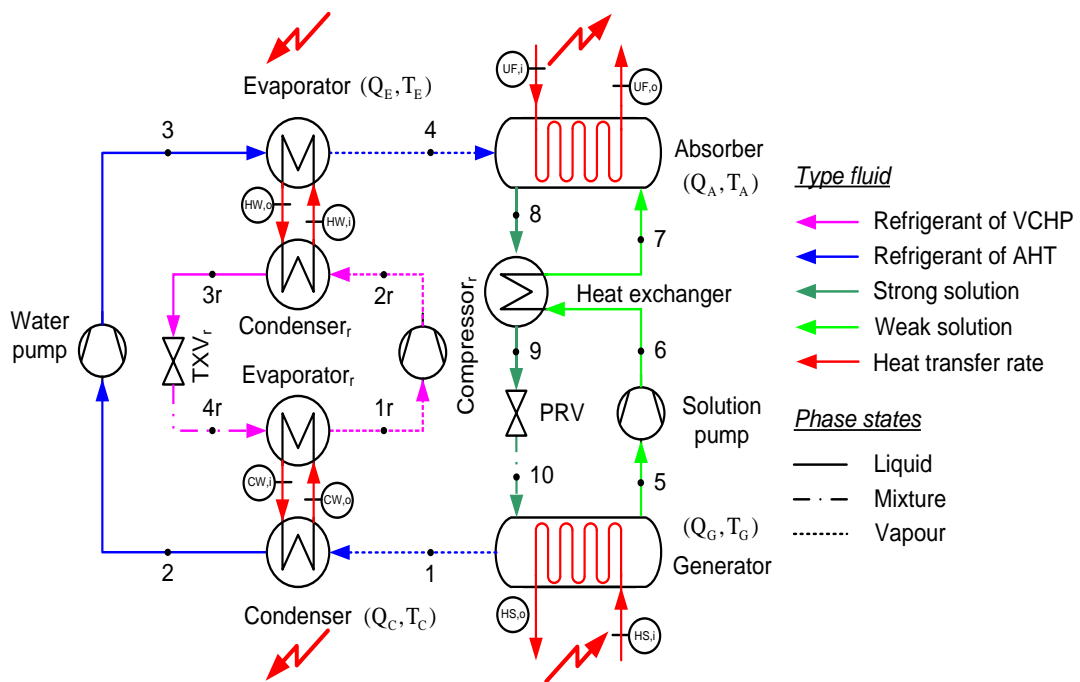 UF,i
UF,o
Evaporator (Q_E,T_E)
3
4
Absorber
(Q_A,T_A)
Type fluid
Refrigerant of VCHP
Refrigerant of AHT
Strong solution
Weak solution
Heat transfer rate
HW,o
HW,i
8
7
3r
2r
Heat exchanger
Condenser_r
Water
pump
TXV_r
Compressor_r
Evaporator_r
9
6
4r
1r
PRV
Solution
pump
Phase states
Liquid
Mixture
Vapour
CW,i
CW,o
10
5
(Q_G,T_G)
Generator
2
1
Condenser (Q_C,T_C)
HS,o
HS,i